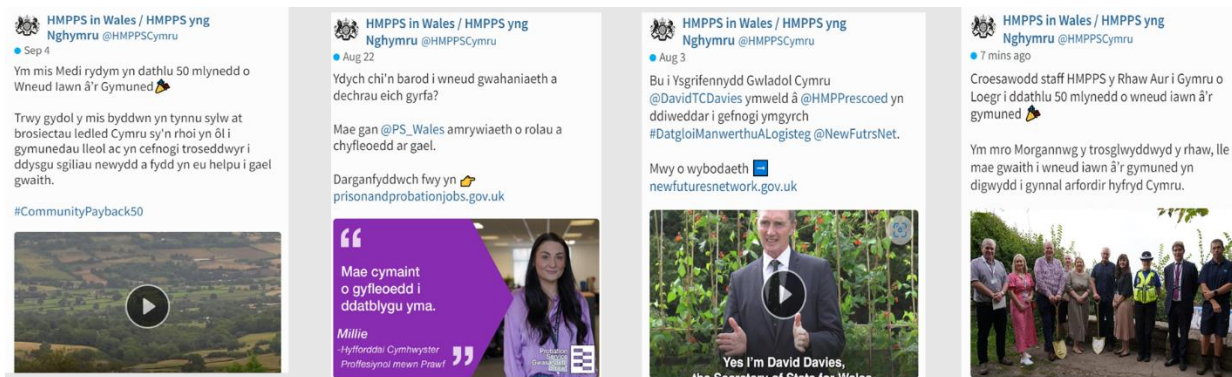 HMPPS in Wales / HMPPS yng
Nghymru @HMPPSCymru
Sep 4
Ym mis Medi rydym yn dathlu 50 mlynedd o
Wneud Iawn â'r Gymuned
Trwy gydol y mis byddwn yn tynnu sylw at
brosiectau ledled Cymru sy'n rhoi yn ôl i
gymunedau lleol ac yn cefnogi troseddwyr i
ddysgu sgiliau newydd a fydd yn eu helpu i gael
gwaith.
#CommunityPayback50
HMPPS in Wales / HMPPS yng
Nghymru @HMPPSCymru
Aug 22
Ydych chi'n barod i wneud gwahaniaeth a
dechrau eich gyrfa?
Mae gan @PS_Wales amrywiaeth o rolau a
chyfleoedd ar gael.
Darganfyddwch fwy yn
prisonandprobationjobs.gov.uk
Mae cymaint
o gyfleoedd i
ddatblygu yma.
Millie
-Hyfforddai Cymhwyster
Proffesiynol mewn Prawf
Probation
Service
HMPPS in Wales / HMPPS yng
Nghymru @HMPPSCymru
Aug 3
Bu i Ysgrifennydd Gwladol Cymru
@DavidTCDavies ymweld â @HMPPrescoed yn
ddiweddar i gefnogi ymgyrch
#DatgloiManwerthuALogisteg @NewFutrsNet.
Mwy o wybodaeth
newfuturesnetwork.gov.uk
Yes I'm David Davies,
the Secretary of State for Wales
HMPPS in Wales / HMPPS yng
Nghymru @HMPPSCymru
7 mins ago
Croesawodd staff HMPPS y Rhaw Aur i Gymru o
Loegr i ddathlu 50 mlynedd o wneud iawn â'r
gymuned
Ym mro Morgannwg y trosglwyddwyd y rhaw, lle
mae gwaith i wneud iawn â'r gymuned yn
digwydd i gynnal arfordir hyfryd Cymru.